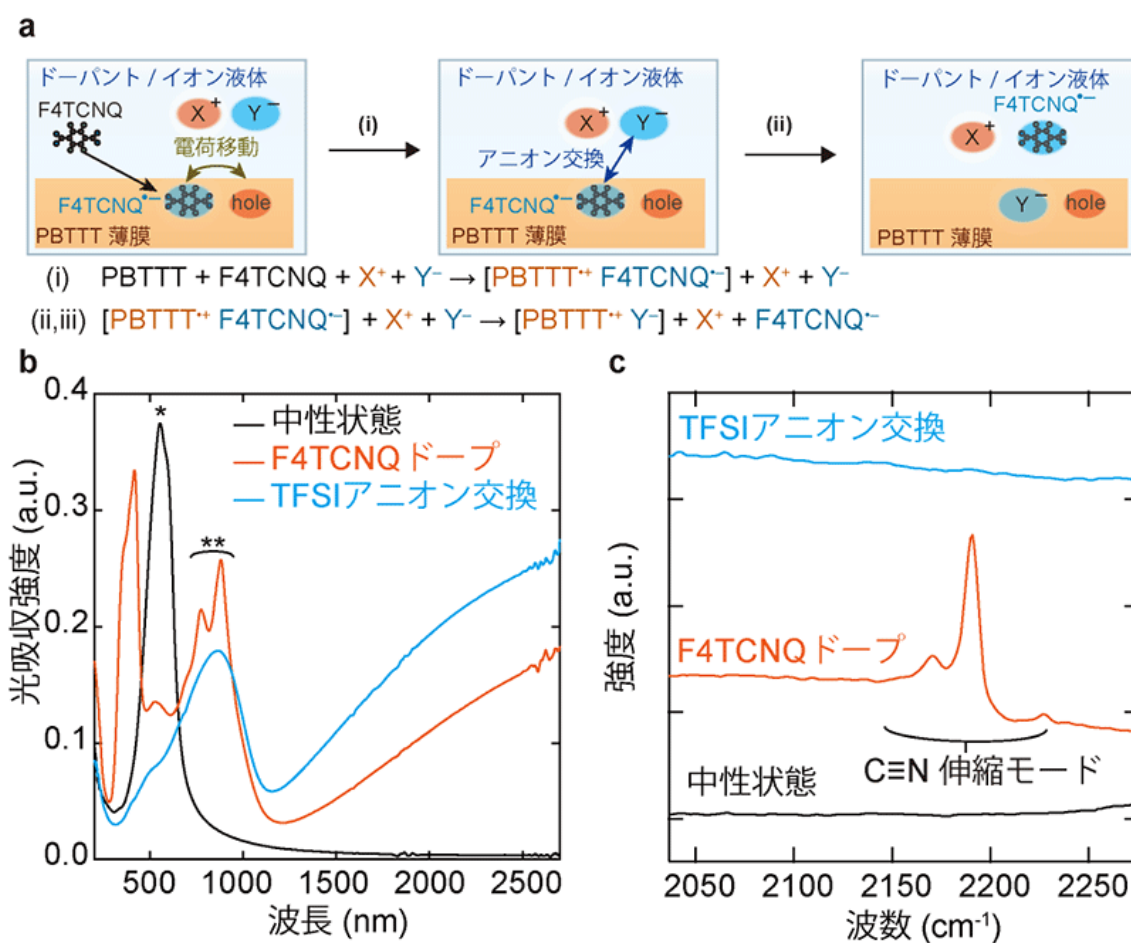 a
ドーパント / イオン液体
F4TCNQ
X⁺
Y⁻
電荷移動
F4TCNQ•⁻
hole
PBTTT 薄膜
(i)
ドーパント / イオン液体
X⁺
Y⁻
アニオン交換
F4TCNQ•⁻
hole
PBTTT 薄膜
(ii)
ドーパント / イオン液体
F4TCNQ•⁻
X⁺
Y⁻
hole
PBTTT 薄膜
(i) PBTTT + F4TCNQ + X⁺ + Y⁻ → [PBTTT•⁺ F4TCNQ•⁻] + X⁺ + Y⁻
(ii,iii) [PBTTT•⁺ F4TCNQ•⁻] + X⁺ + Y⁻ → [PBTTT•⁺ Y⁻] + X⁺ + F4TCNQ•⁻
b
光吸収強度 (a.u.)
0.4
0.3
0.2
0.1
0.0
*
**
中性状態
F4TCNQドープ
TFSIアニオン交換
500 1000 1500 2000 2500
波長 (nm)
c
強度 (a.u.)
TFSIアニオン交換
F4TCNQドープ
C≡N 伸縮モード
中性状態
2050 2100 2150 2200 2250
波数 (cm⁻¹)